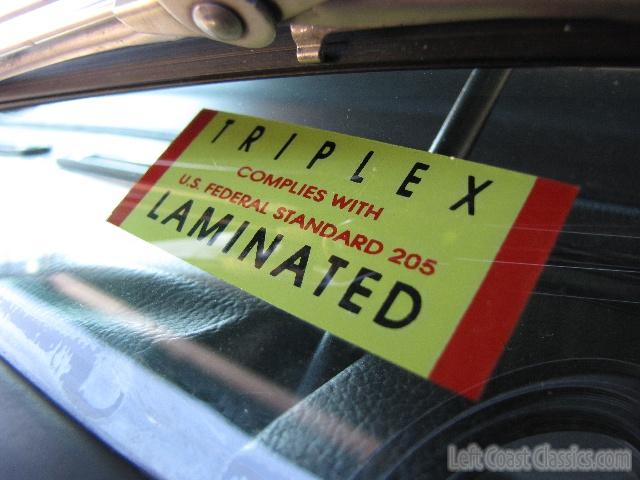 TRIPLEX
COMPLIES WITH
U.S. FEDERAL STANDARD 205
LAMINATED
Left Coast Classics.com